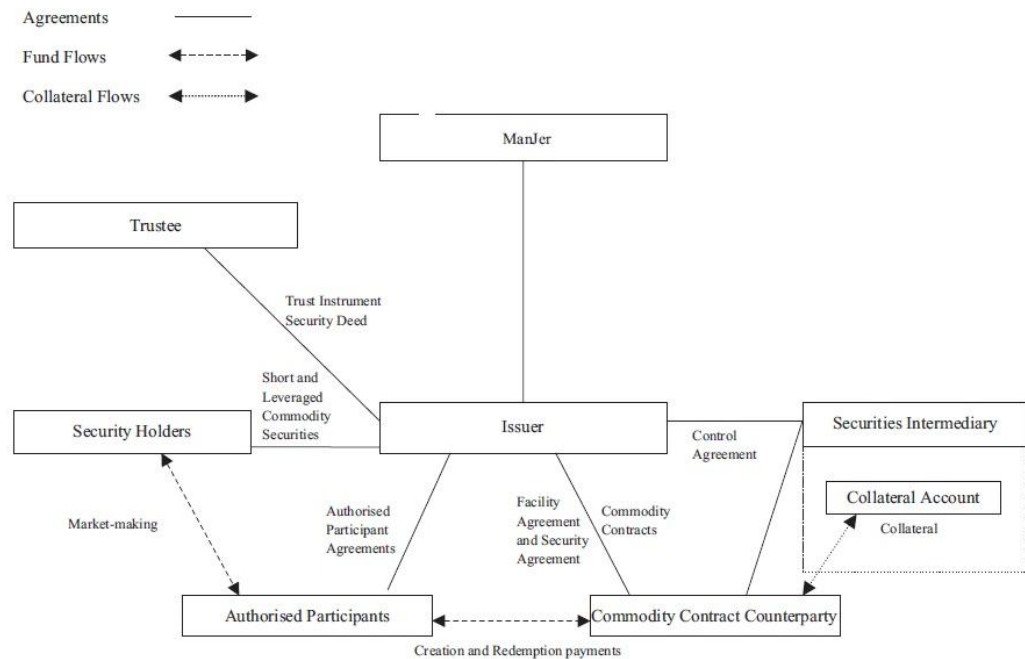 Agreements
Fund Flows
Collateral Flows
ManJer
Trustee
Trust Instrument
Security Deed
Short and
Leveraged
Commodity
Securities
Security Holders
Issuer
Control
Agreement
Securities Intermediary
Collateral Account
Collateral
Market-making
Authorised
Participant
Agreements
Facility
Agreement
and Security
Agreement
Commodity
Contracts
Authorised Participants
Commodity Contract Counterparty
Creation and Redemption payments